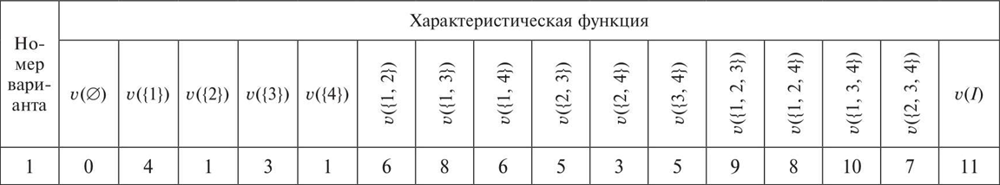 Но-
мер
вари-
анта
Характеристическая функция
v(∅) v({1}) v({2}) v({3}) v({4}) v({1, 2}) v({1, 3}) v({1, 4}) v({2, 3}) v({2, 4}) v({3, 4}) v({1, 2, 3}) v({1, 2, 4}) v({1, 3, 4}) v({2, 3, 4}) v(I)
1 0 4 1 3 1 6 8 6 5 3 5 9 8 10 7 11